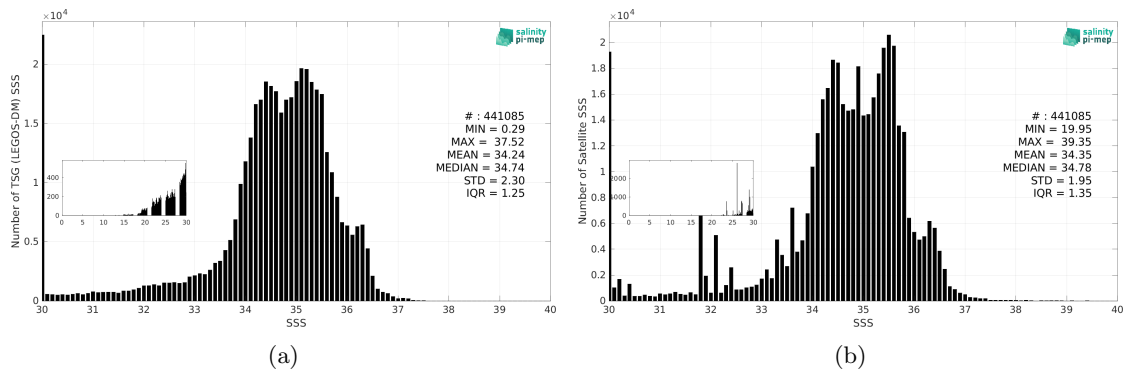 ×10⁴
2
1.5
1
0.5
0
Number of TSG (LEGOS-DM) SSS
30 31 32 33 34 35 36 37 38 39 40
SSS
400
200
0
0 5 10 15 20 25 30
salinity
pi-mep
# : 441085
MIN = 0.29
MAX = 37.52
MEAN = 34.24
MEDIAN = 34.74
STD = 2.30
IQR = 1.25
(a)
×10⁴
2
1.8
1.6
1.4
1.2
1
0.8
0.6
0.4
0.2
0
Number of Satellite SSS
30 31 32 33 34 35 36 37 38 39 40
SSS
2000
1000
0
0 5 10 15 20 25 30
salinity
pi-mep
# : 441085
MIN = 19.95
MAX = 39.35
MEAN = 34.35
MEDIAN = 34.78
STD = 1.95
IQR = 1.35
(b)